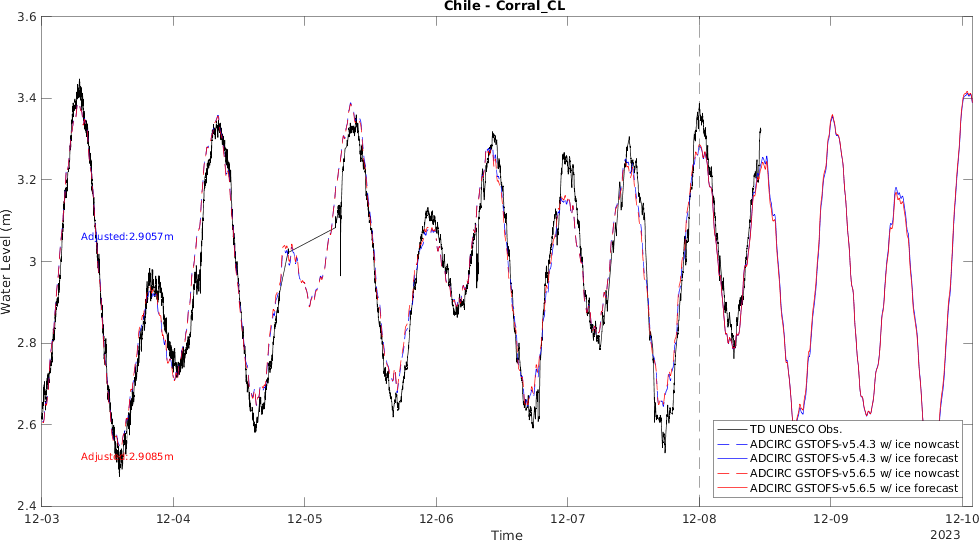 Chile - Corral_CL
3.6
3.4
3.2
3
2.8
2.6
2.4
Water Level (m)
Adjusted:2.9057m
Adjusted:2.9085m
TD UNESCO Obs.
ADCIRC GSTOFS-v5.4.3 w/ ice nowcast
ADCIRC GSTOFS-v5.4.3 w/ ice forecast
ADCIRC GSTOFS-v5.6.5 w/ ice nowcast
ADCIRC GSTOFS-v5.6.5 w/ ice forecast
12-03 12-04 12-05 12-06 12-07 12-08 12-09 12-10
Time
2023